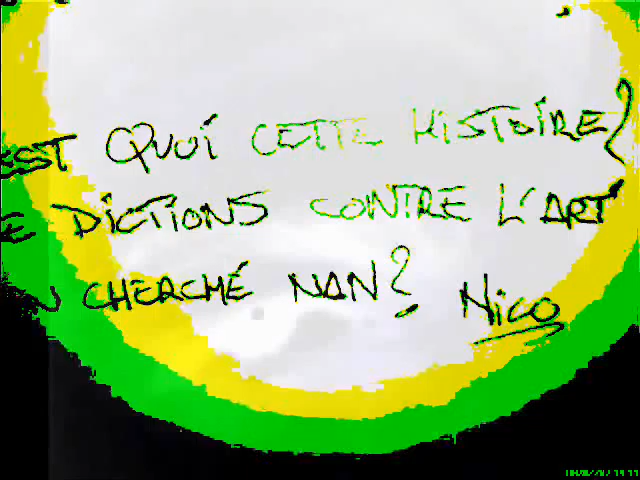 EST QUOI CETTE HISTOIRE?
E DICTIONS CONTRE L'ART
N CHERCHÉ NAN?
Nico